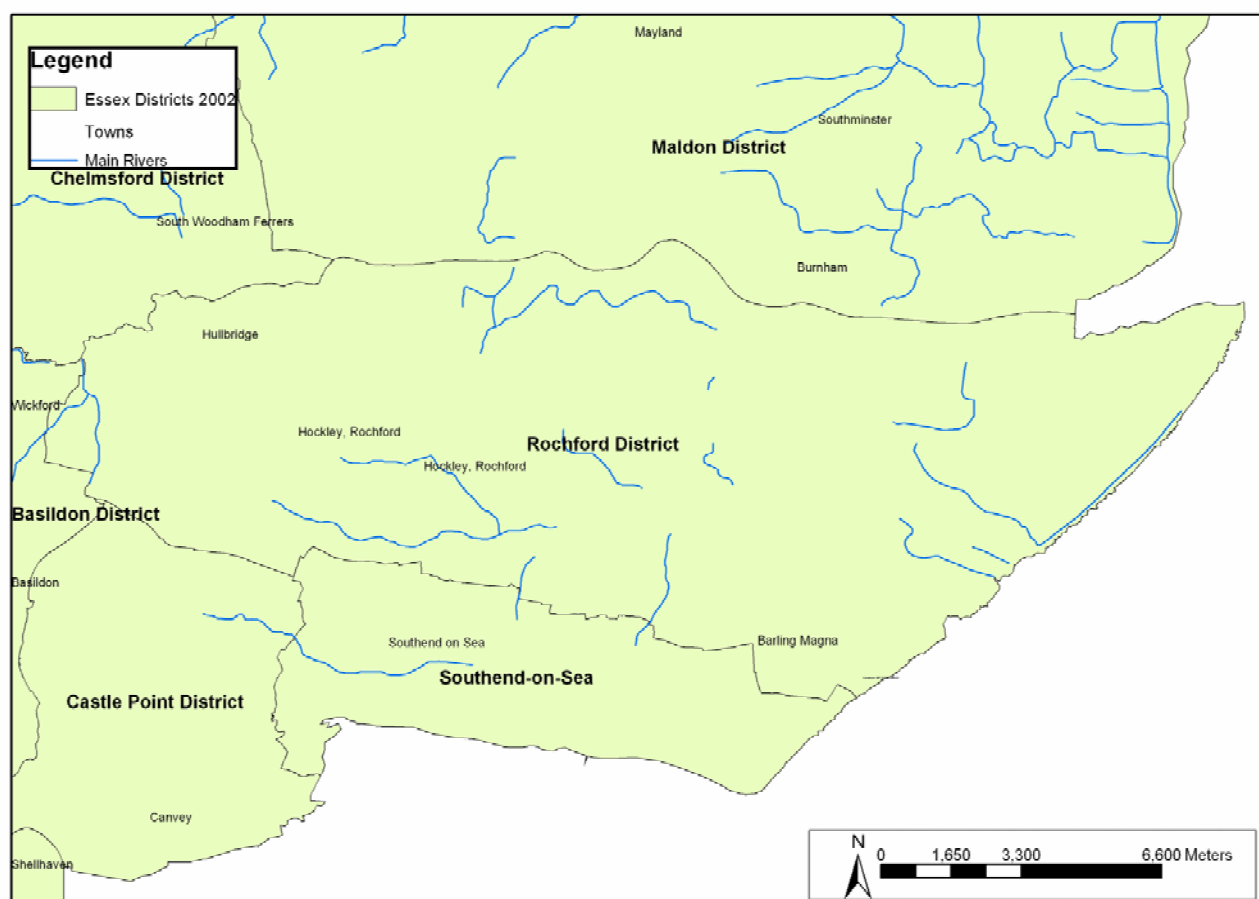 Mayland
Legend
Essex Districts 2002
Towns
Main Rivers
Southminster
Maldon District
Chelmsford District
South Woodham Ferrers
Burnham
Hullbridge
Wickford
Hockley, Rochford
Rochford District
Hockley, Rochford
Basildon District
Basildon
Southend on Sea
Barling Magna
Southend-on-Sea
Castle Point District
Canvey
Shellhaven
N
0 1,650 3,300 6,600 Meters